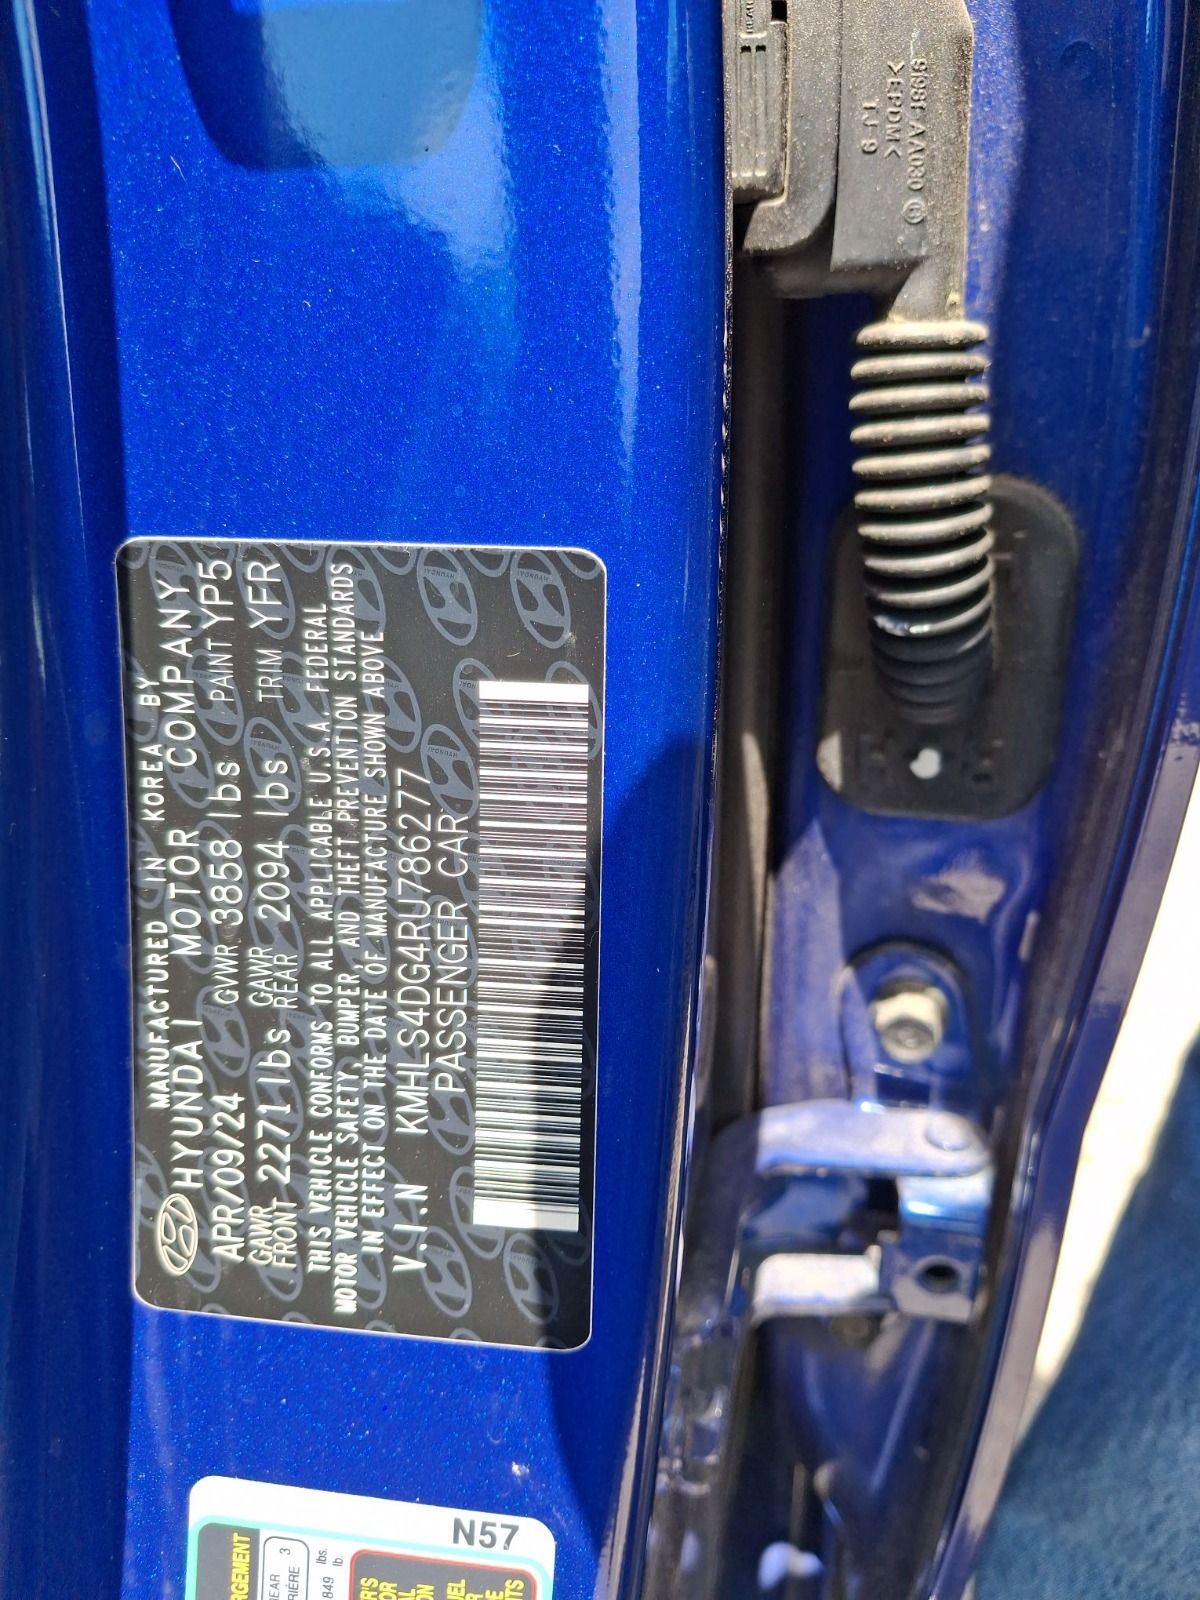 MANUFACTURED IN KOREA BY
HYUNDAI MOTOR COMPANY
APR/09/24 GVWR 3858 lbs PAINT YP5
GAWR FRONT 2271 lbs GAWR REAR 2094 lbs TRIM YFR
THIS VEHICLE CONFORMS TO ALL APPLICABLE U.S.A. FEDERAL
MOTOR VEHICLE SAFETY, BUMPER, AND THEFT PREVENTION STANDARDS
IN EFFECT ON THE DATE OF MANUFACTURE SHOWN ABOVE
V.I.N KMHLS4DG4RU786277
PASSENGER CAR
>EPDM<
N57